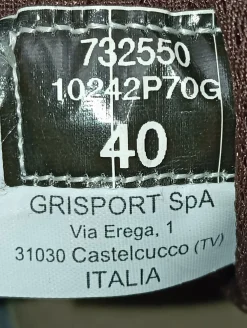 732550
10242P70G
40
GRISPORT SpA
Via Erega, 1
31030 Castelcucco (TV)
ITALIA